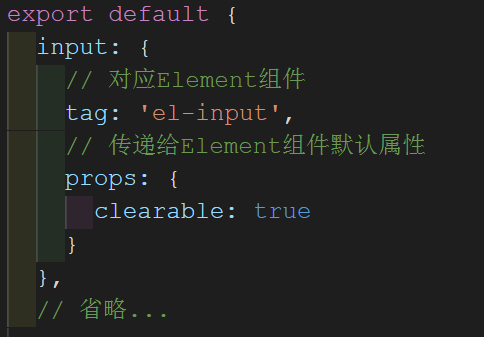 export default {
  input: {
    // 对应Element组件
    tag: 'el-input',
    // 传递给Element组件默认属性
    props: {
      clearable: true
    }
  },
  // 省略...